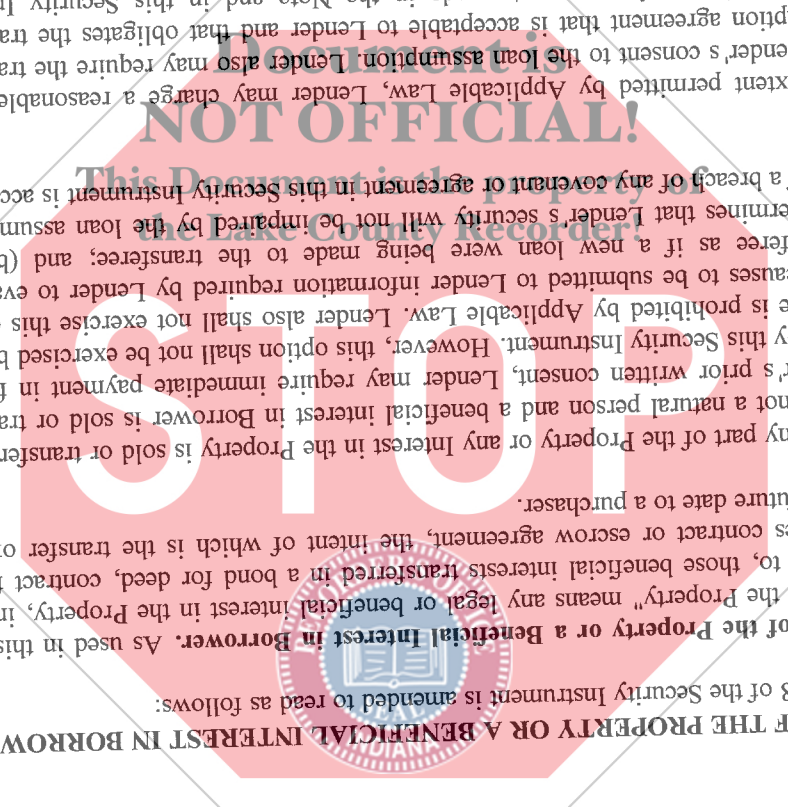 F THE PROPERTY OR A BENEFICIAL INTEREST IN BORROW
of the Security Instrument is amended to read as follows:
of the Property or a Beneficial Interest in Borrower. As used in this
the Property" means any legal or beneficial interest in the Property, in
to, those beneficial interests transferred in a bond for deed, contract
es contract or escrow agreement, the intent of which is the transfer o
uture date to a purchaser.
ny part of the Property or any Interest in the Property is sold or transfer
not a natural person and a beneficial interest in Borrower is sold or tra
r's prior written consent, Lender may require immediate payment in f
y this Security Instrument. However, this option shall not be exercised b
e is prohibited by Applicable Law. Lender also shall not exercise this
causes to be submitted to Lender information required by Lender to eva
feree as if a new loan were being made to the transferee; and (b
ermines that Lender's security will not be impaired by the loan assum
a breach of any covenant or agreement in this Security Instrument is acc
xtent permitted by Applicable Law, Lender may charge a reasonable
ender's consent to the loan assumption. Lender also may require the tra
ption agreement that is acceptable to Lender and that obligates the tra
in the Note and in this Security In
Document is
NOT OFFICIAL!
This Document is the property of
the Lake County Recorder!
STOP
SEAL
INDIANA